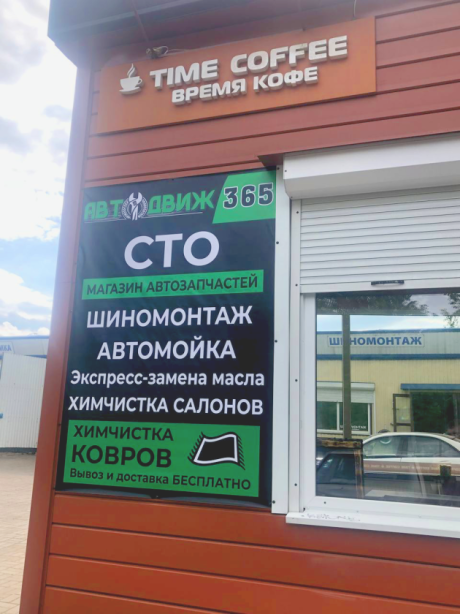 TIME COFFEE
ВРЕМЯ КОФЕ
АВТОДВИЖ 365
СТО
МАГАЗИН АВТОЗАПЧАСТЕЙ
ШИНОМОНТАЖ
АВТОМОЙКА
Экспресс-замена масла
ХИМЧИСТКА САЛОНОВ
ХИМЧИСТКА
КОВРОВ
Вывоз и доставка БЕСПЛАТНО
ШИНОМОНТАЖ